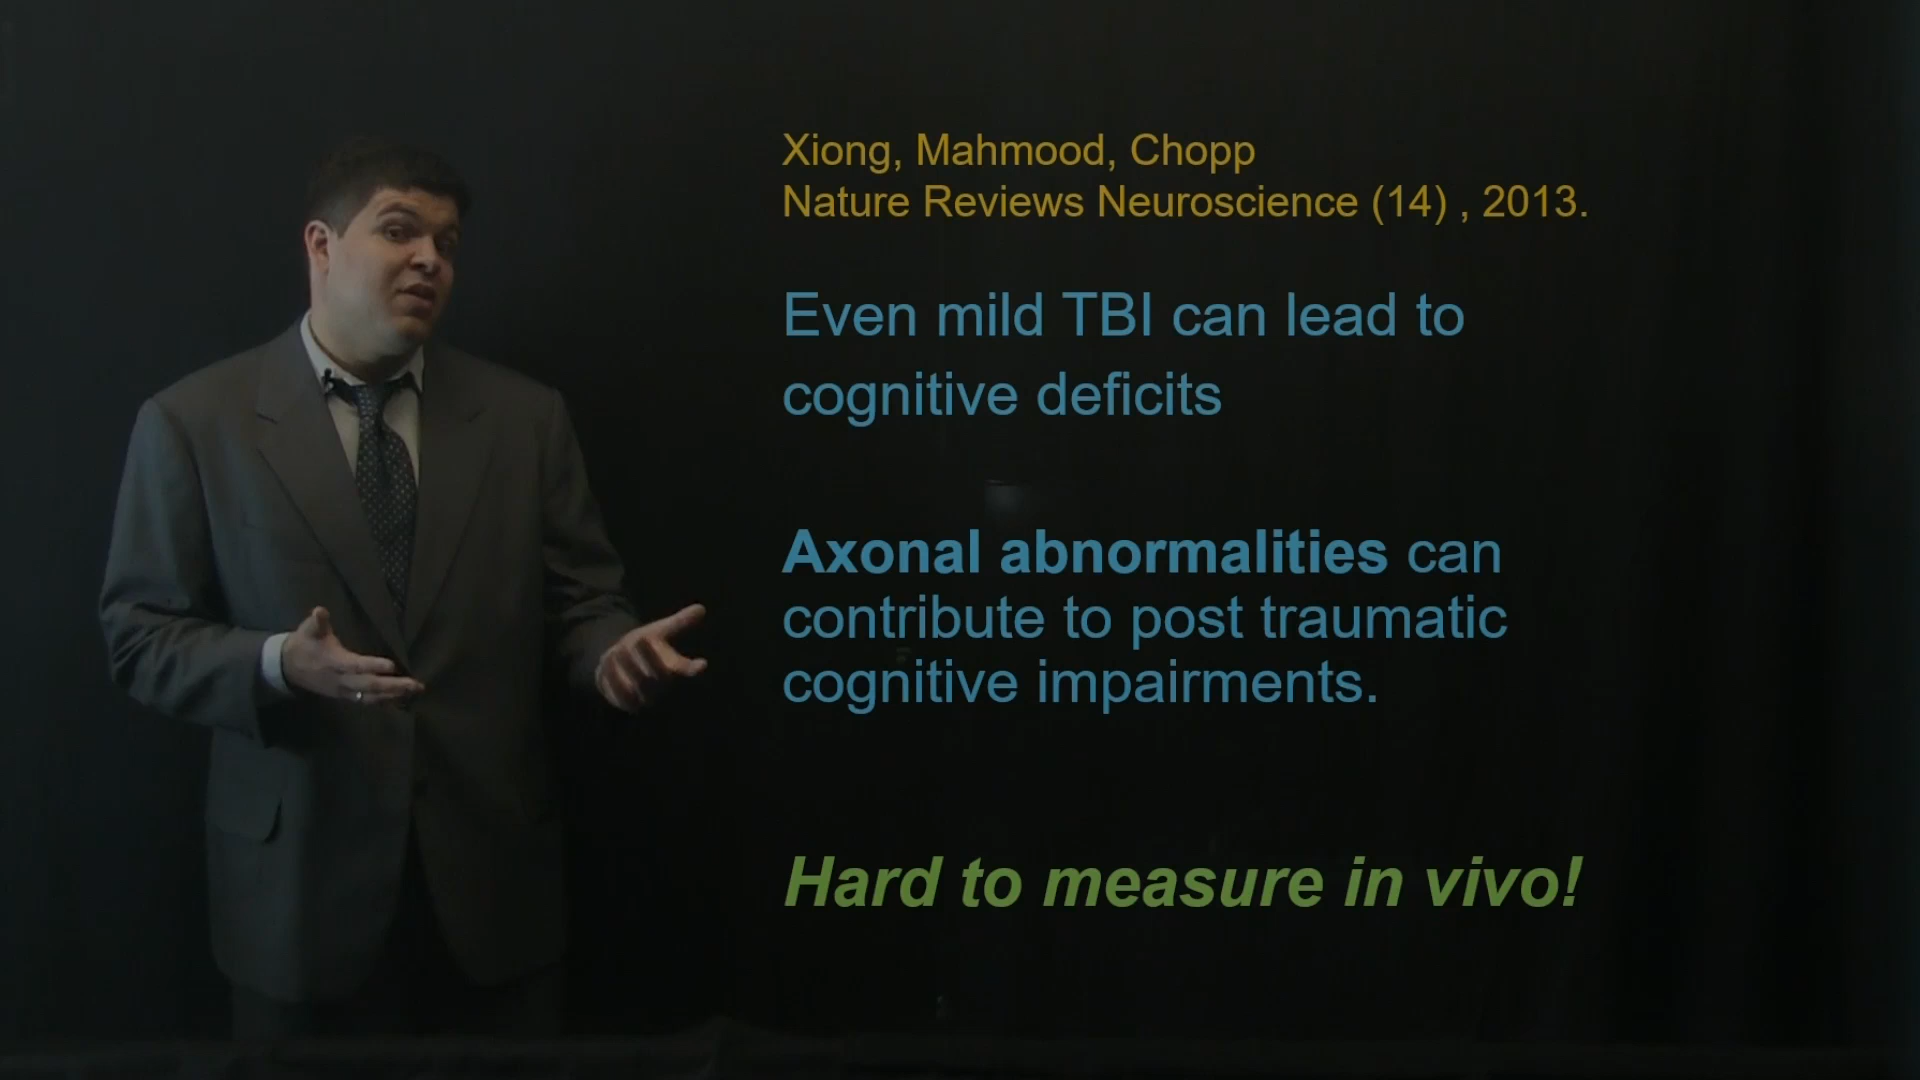 Xiong, Mahmood, Chopp
Nature Reviews Neuroscience (14) , 2013.
Even mild TBI can lead to
cognitive deficits
Axonal abnormalities can
contribute to post traumatic
cognitive impairments.
Hard to measure in vivo!